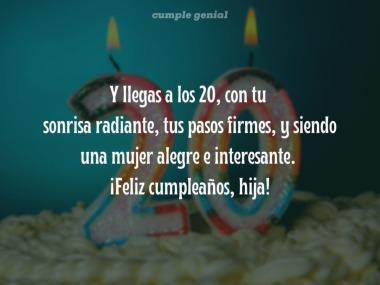 cumple genial
Y llegas a los 20, con tu
sonrisa radiante, tus pasos firmes, y siendo
una mujer alegre e interesante.
¡Feliz cumpleaños, hija!
20